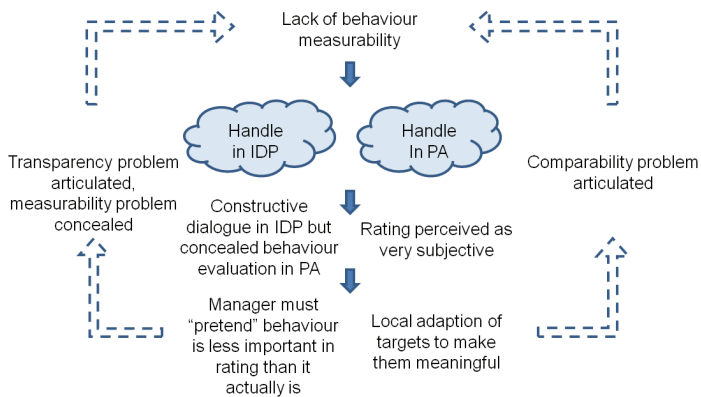 Lack of behaviour
measurability
Handle
in IDP
Handle
In PA
Transparency problem
articulated,
measurability problem
concealed
Comparability problem
articulated
Constructive
dialogue in IDP but
concealed behaviour
evaluation in PA
Rating perceived as
very subjective
Manager must
“pretend” behaviour
is less important in
rating than it
actually is
Local adaption of
targets to make
them meaningful